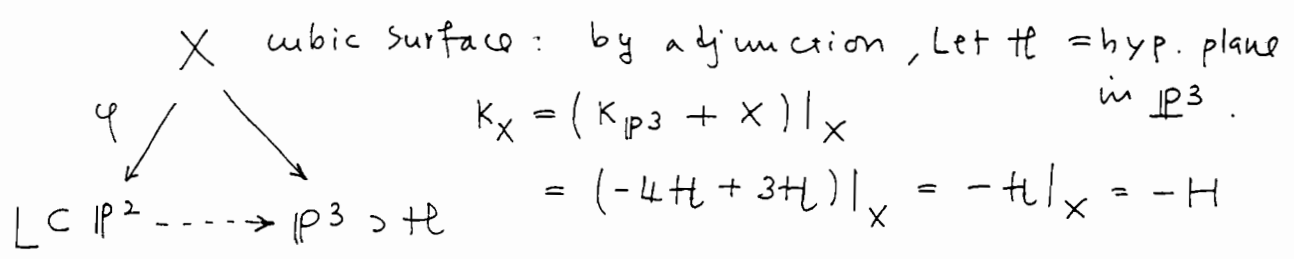 X cubic surface : by adjunction, Let ℋ = hyp. plane
in ℙ3.
φ K_X = ( K_ℙ3 + X )|_X
= (-4ℋ + 3ℋ)|_X = -ℋ|_X = -H
L ⊂ ℙ² ----→ ℙ3 ⊃ ℋ